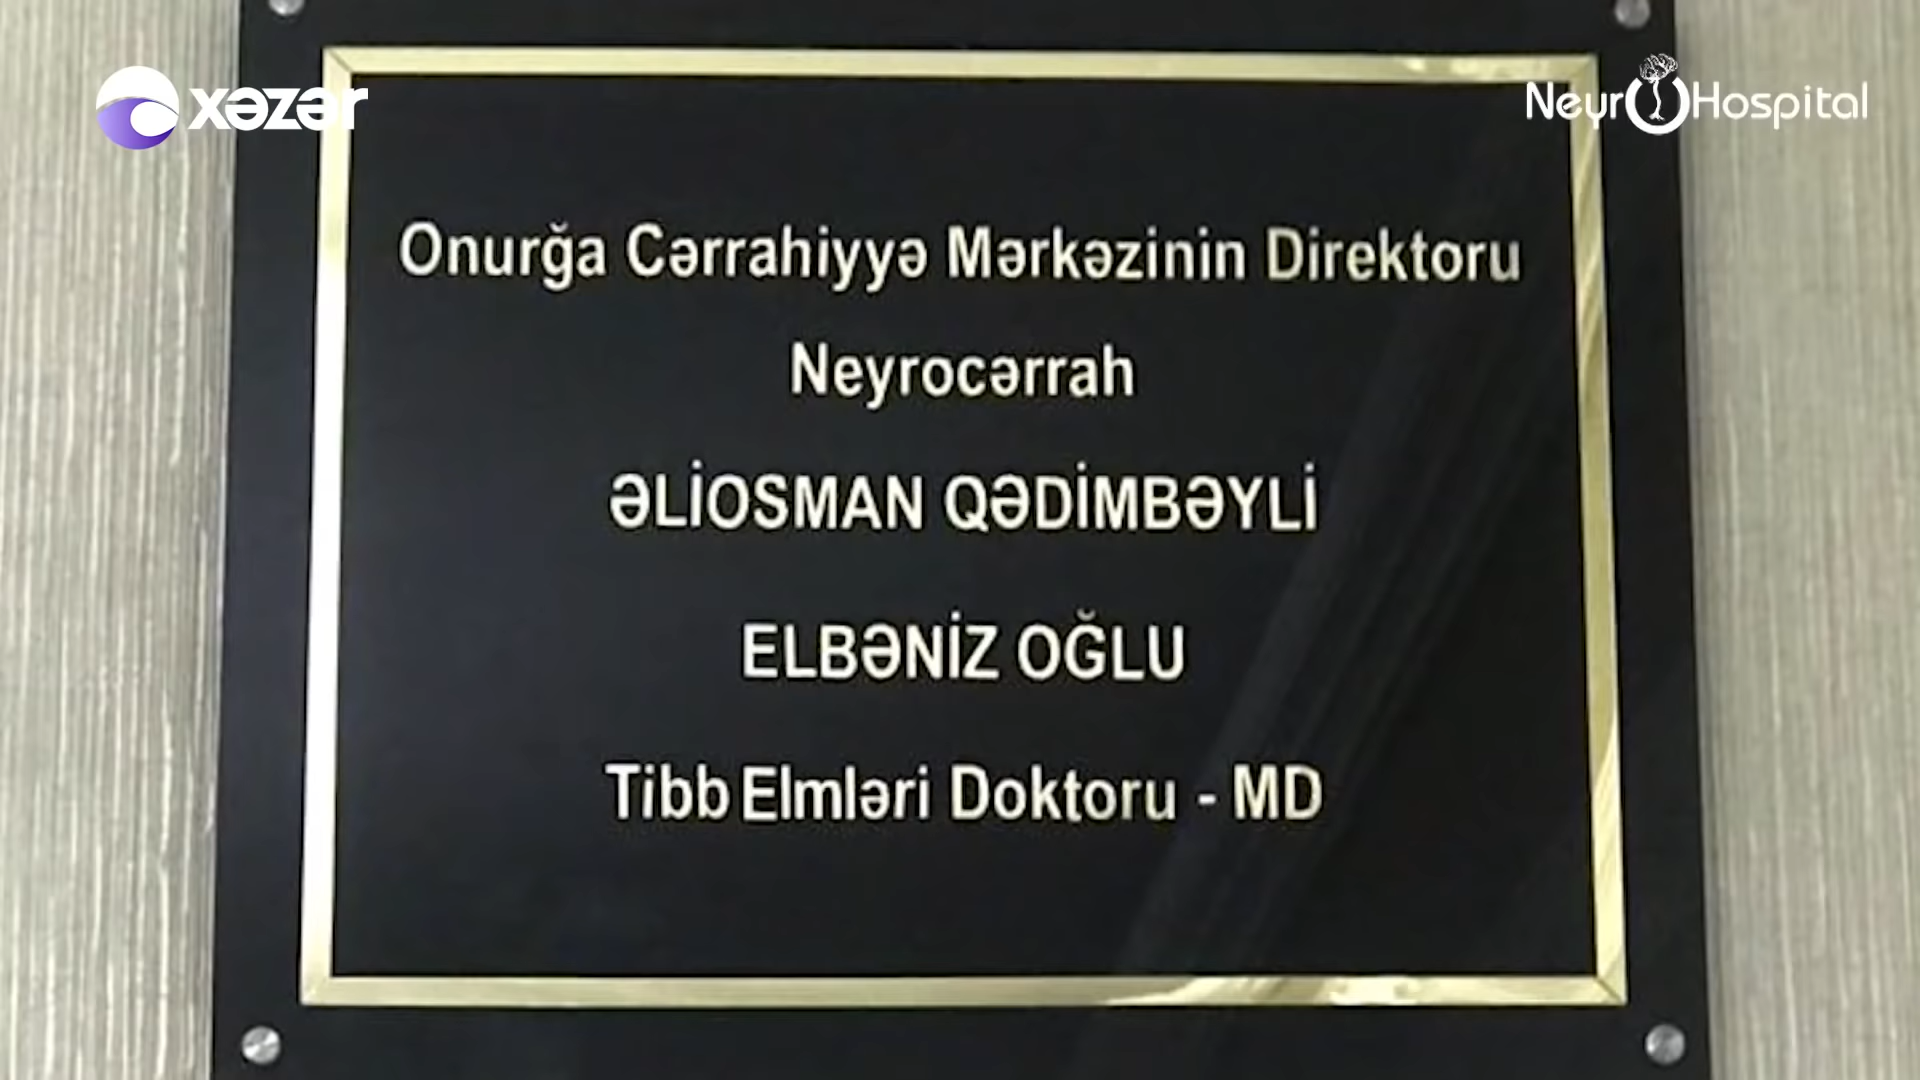 xəzər
NeyrOHospital
Onurğa Cərrahiyyə Mərkəzinin Direktoru
Neyrocərrah
ƏLİOSMAN QƏDİMBƏYLİ
ELBƏNİZ OĞLU
Tibb Elmləri Doktoru - MD